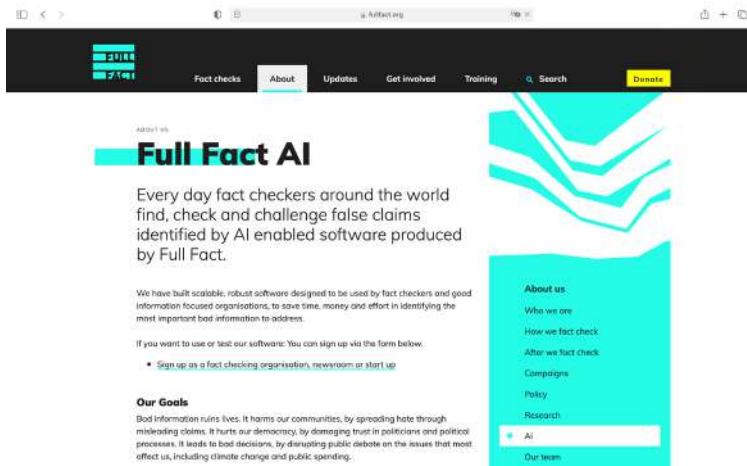 fullfact.org
FULL
FACT
Fact checks About Updates Get involved Training Search Donate
ABOUT US
Full Fact AI
Every day fact checkers around the world
find, check and challenge false claims
identified by AI enabled software produced
by Full Fact.
We have built scalable, robust software designed to be used by fact checkers and good
information focused organisations, to save time, money and effort in identifying the
most important bad information to address.
If you want to use or test our software: You can sign up via the form below.
Sign up as a fact checking organisation, newsroom or start up
Our Goals
Bad information ruins lives. It harms our communities, by spreading hate through
misleading claims. It hurts our democracy, by damaging trust in politicians and political
processes. It leads to bad decisions, by disrupting public debate on the issues that most
affect us, including climate change and public spending.
About us
Who we are
How we fact check
After we fact check
Campaigns
Policy
Research
Ai
Our team